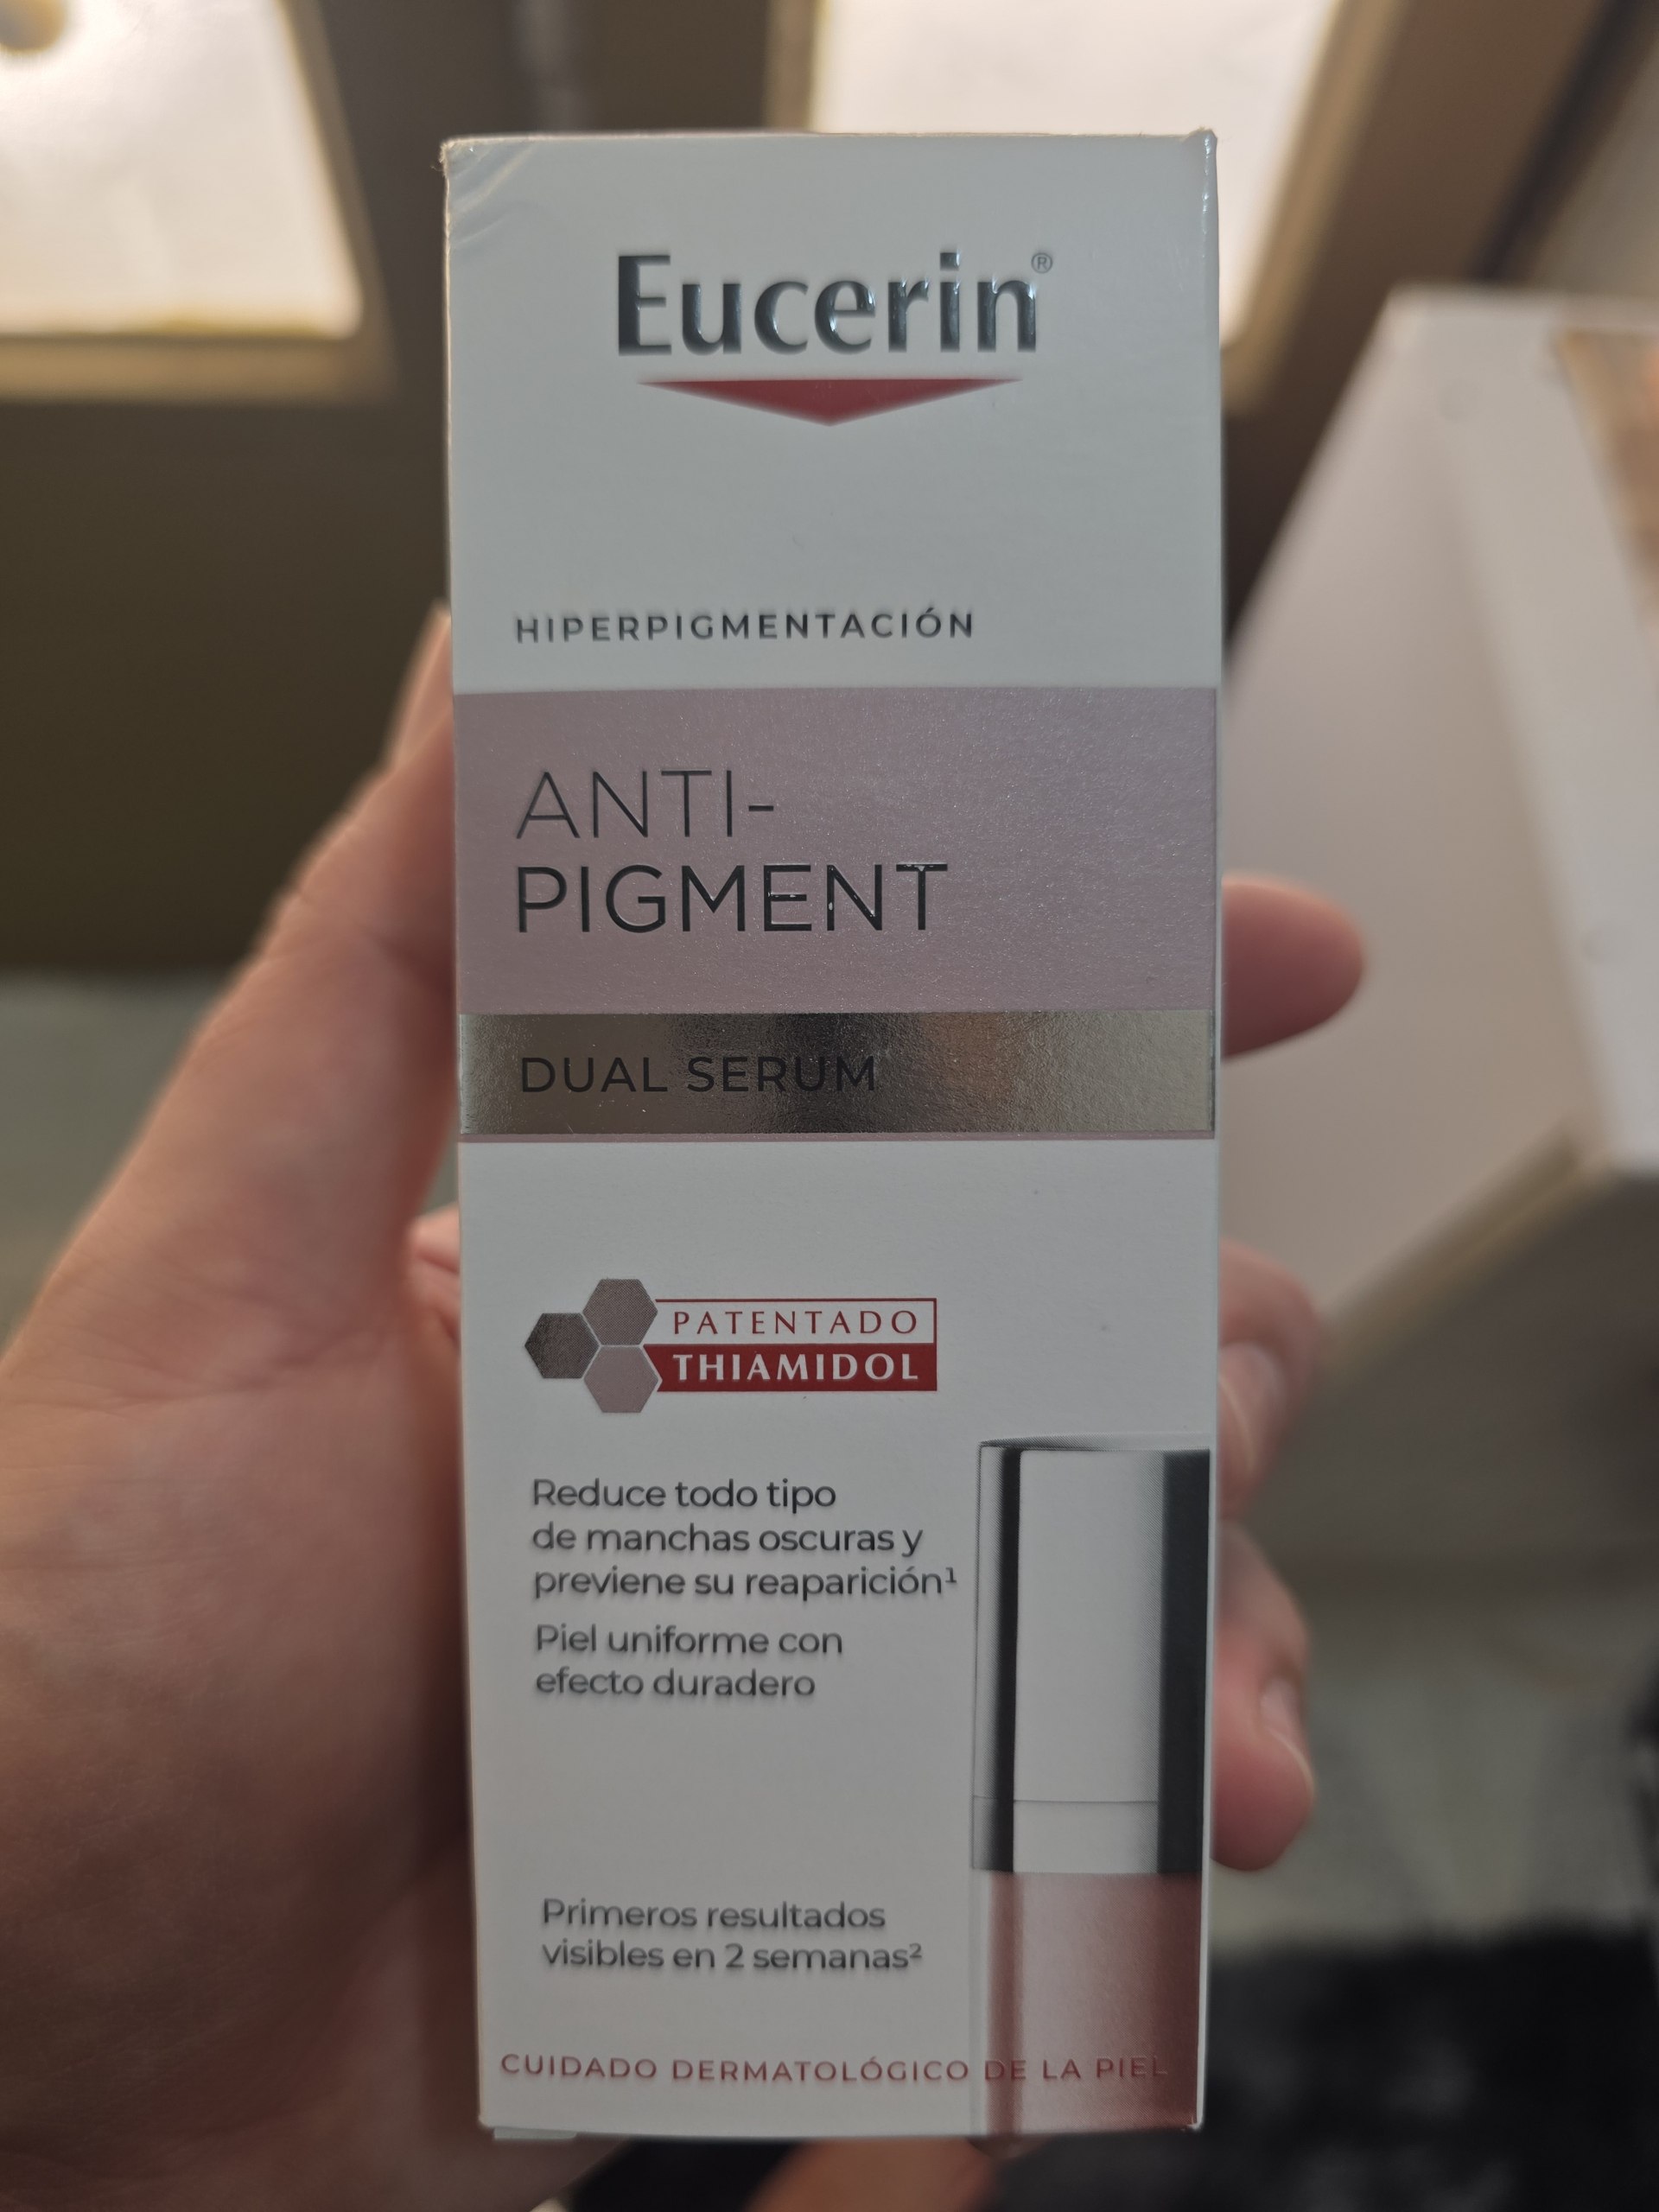 Eucerin®
HIPERPIGMENTACIÓN
ANTI-
PIGMENT
DUAL SERUM
PATENTADO
THIAMIDOL
Reduce todo tipo
de manchas oscuras y
previene su reaparición¹
Piel uniforme con
efecto duradero
Primeros resultados
visibles en 2 semanas²
CUIDADO DERMATOLÓGICO DE LA PIEL